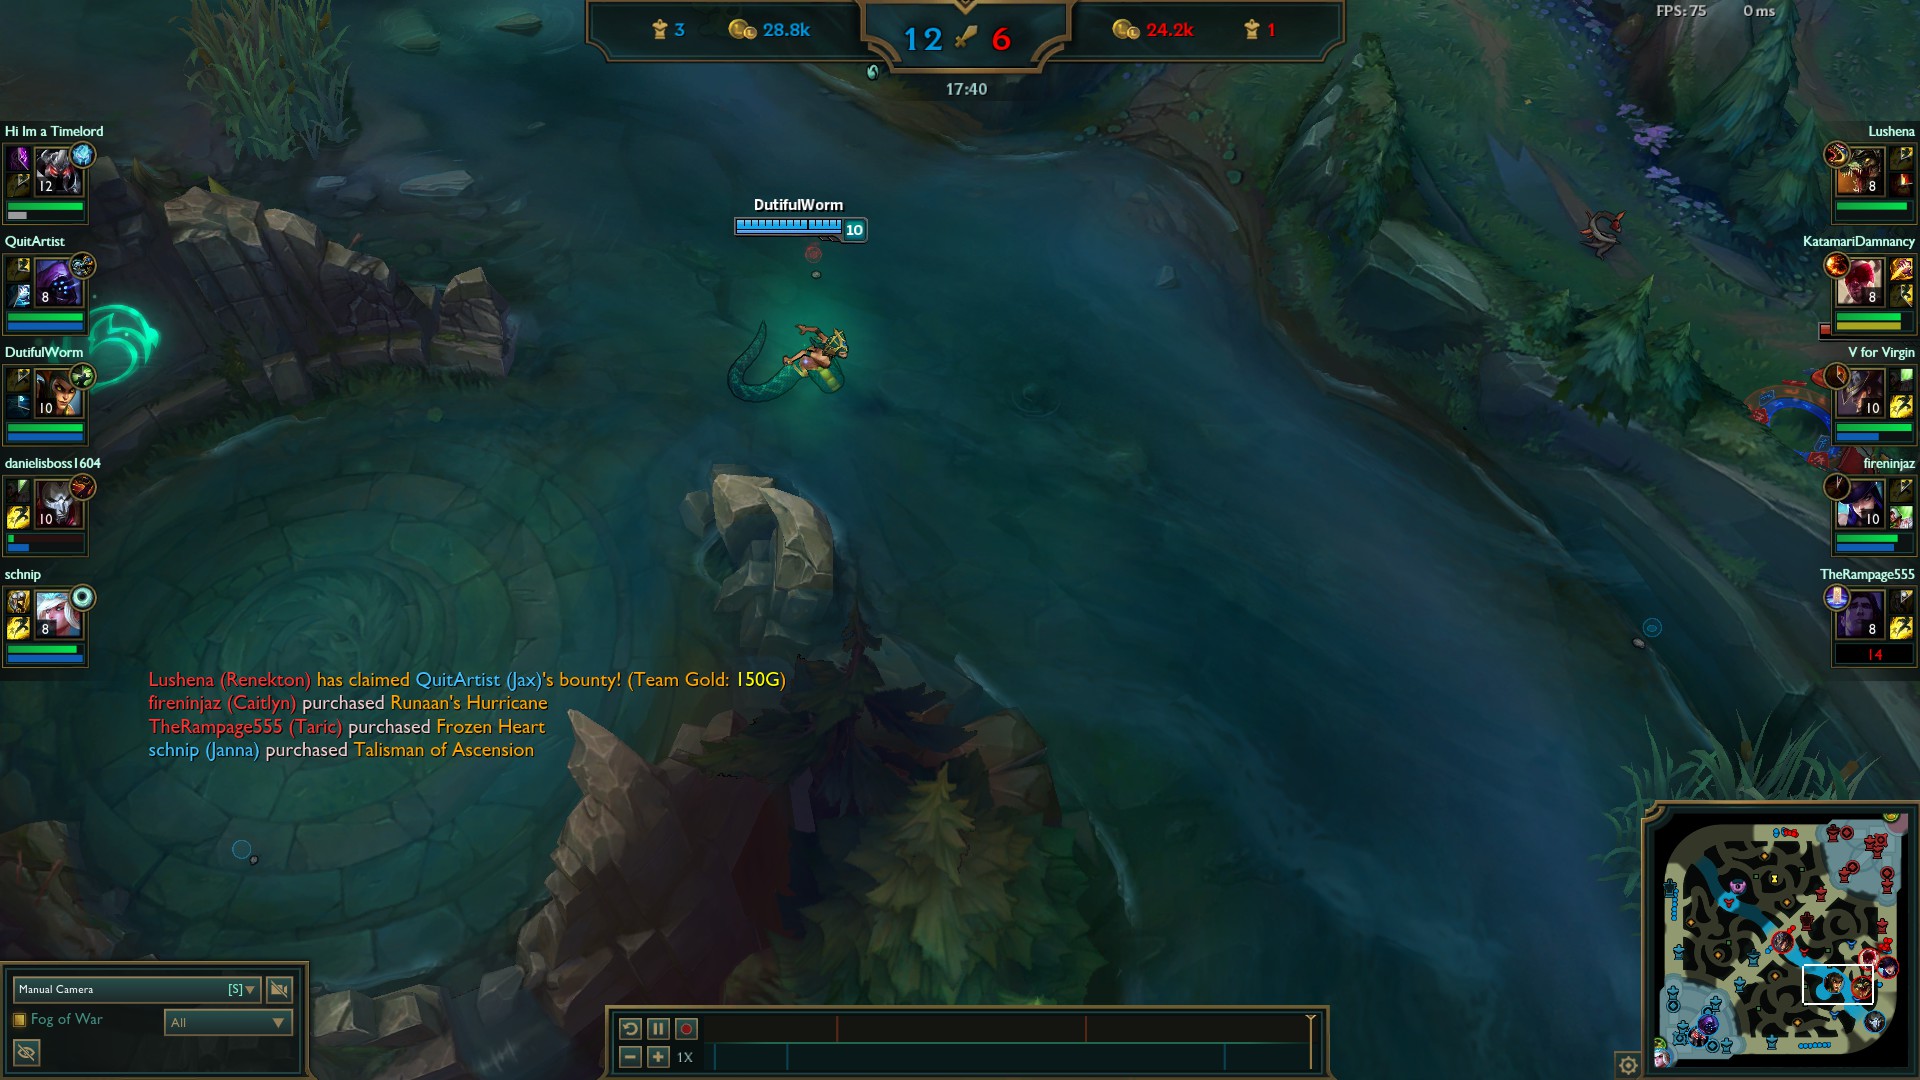 FPS: 75 0 ms
3 28.8k 12 6 24.2k 1
17:40
Hi Im a Timelord
12
QuitArtist
8
DutifulWorm
10
danielisboss1604
10
schnip
8
DutifulWorm
10
Lushena
8
KatamariDamnancy
8
V for Virgin
10
fireninjaz
10
TheRampage555
8
14
Lushena (Renekton) has claimed QuitArtist (Jax)'s bounty! (Team Gold: 150G)
fireninjaz (Caitlyn) purchased Runaan's Hurricane
TheRampage555 (Taric) purchased Frozen Heart
schnip (Janna) purchased Talisman of Ascension
Manual Camera [S]
Fog of War All
1X